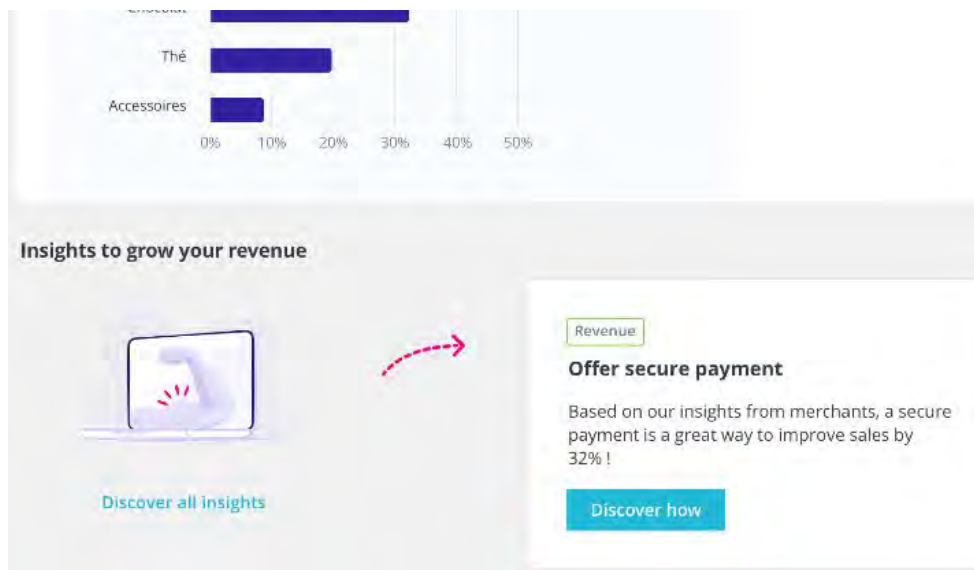 Chocolat
Thé
Accessoires
0% 10% 20% 30% 40% 50%
Insights to grow your revenue
Revenue
Offer secure payment
Based on our insights from merchants, a secure
payment is a great way to improve sales by
32% !
Discover all insights
Discover how